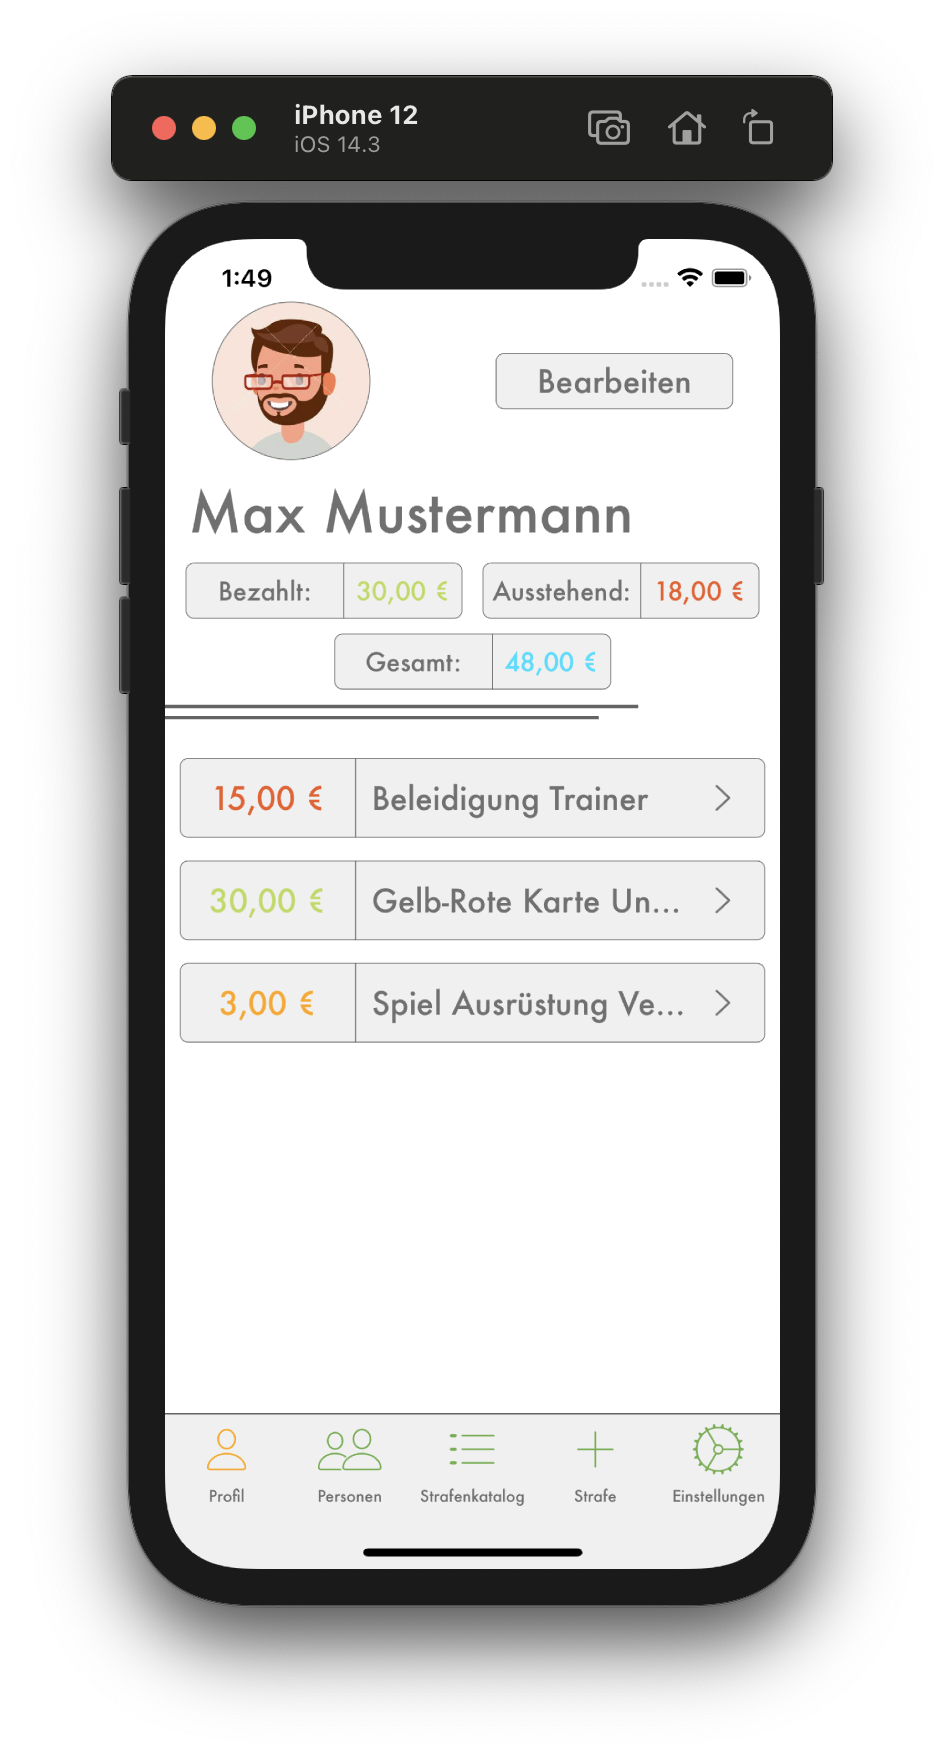 iPhone 12
iOS 14.3
1:49
Bearbeiten
Max Mustermann
Bezahlt: 30,00 € Ausstehend: 18,00 €
Gesamt: 48,00 €
15,00 € Beleidigung Trainer
30,00 € Gelb-Rote Karte Un...
3,00 € Spiel Ausrüstung Ve...
Profil Personen Strafenkatalog Strafe Einstellungen